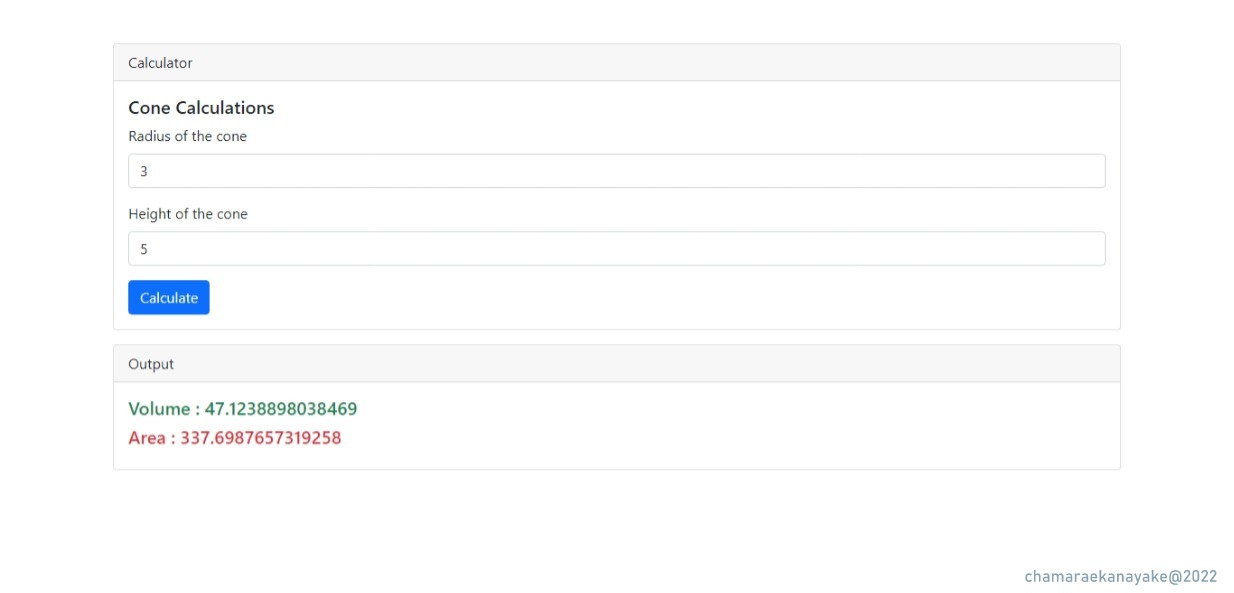 Calculator
Cone Calculations
Radius of the cone
3
Height of the cone
5
Calculate
Output
Volume : 47.1238898038469
Area : 337.6987657319258
chamaraekanayake@2022